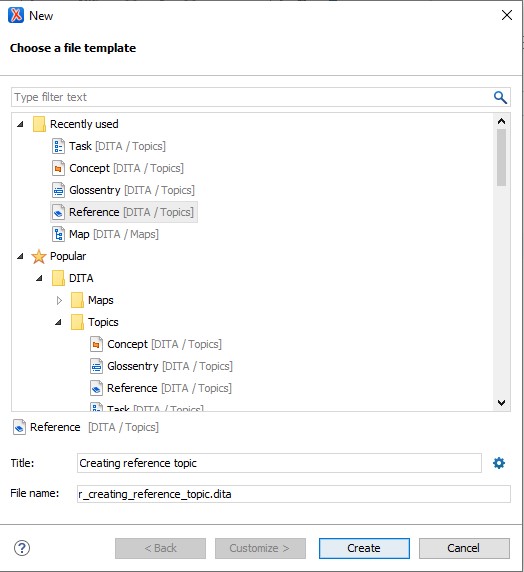 New
Choose a file template
Type filter text
Recently used
Task [DITA / Topics]
Concept [DITA / Topics]
Glossentry [DITA / Topics]
Reference [DITA / Topics]
Map [DITA / Maps]
Popular
DITA
Maps
Topics
Concept [DITA / Topics]
Glossentry [DITA / Topics]
Reference [DITA / Topics]
Task [DITA / Topics]
Reference [DITA / Topics]
Title: Creating reference topic
File name: r_creating_reference_topic.dita
? < Back Customize > Create Cancel